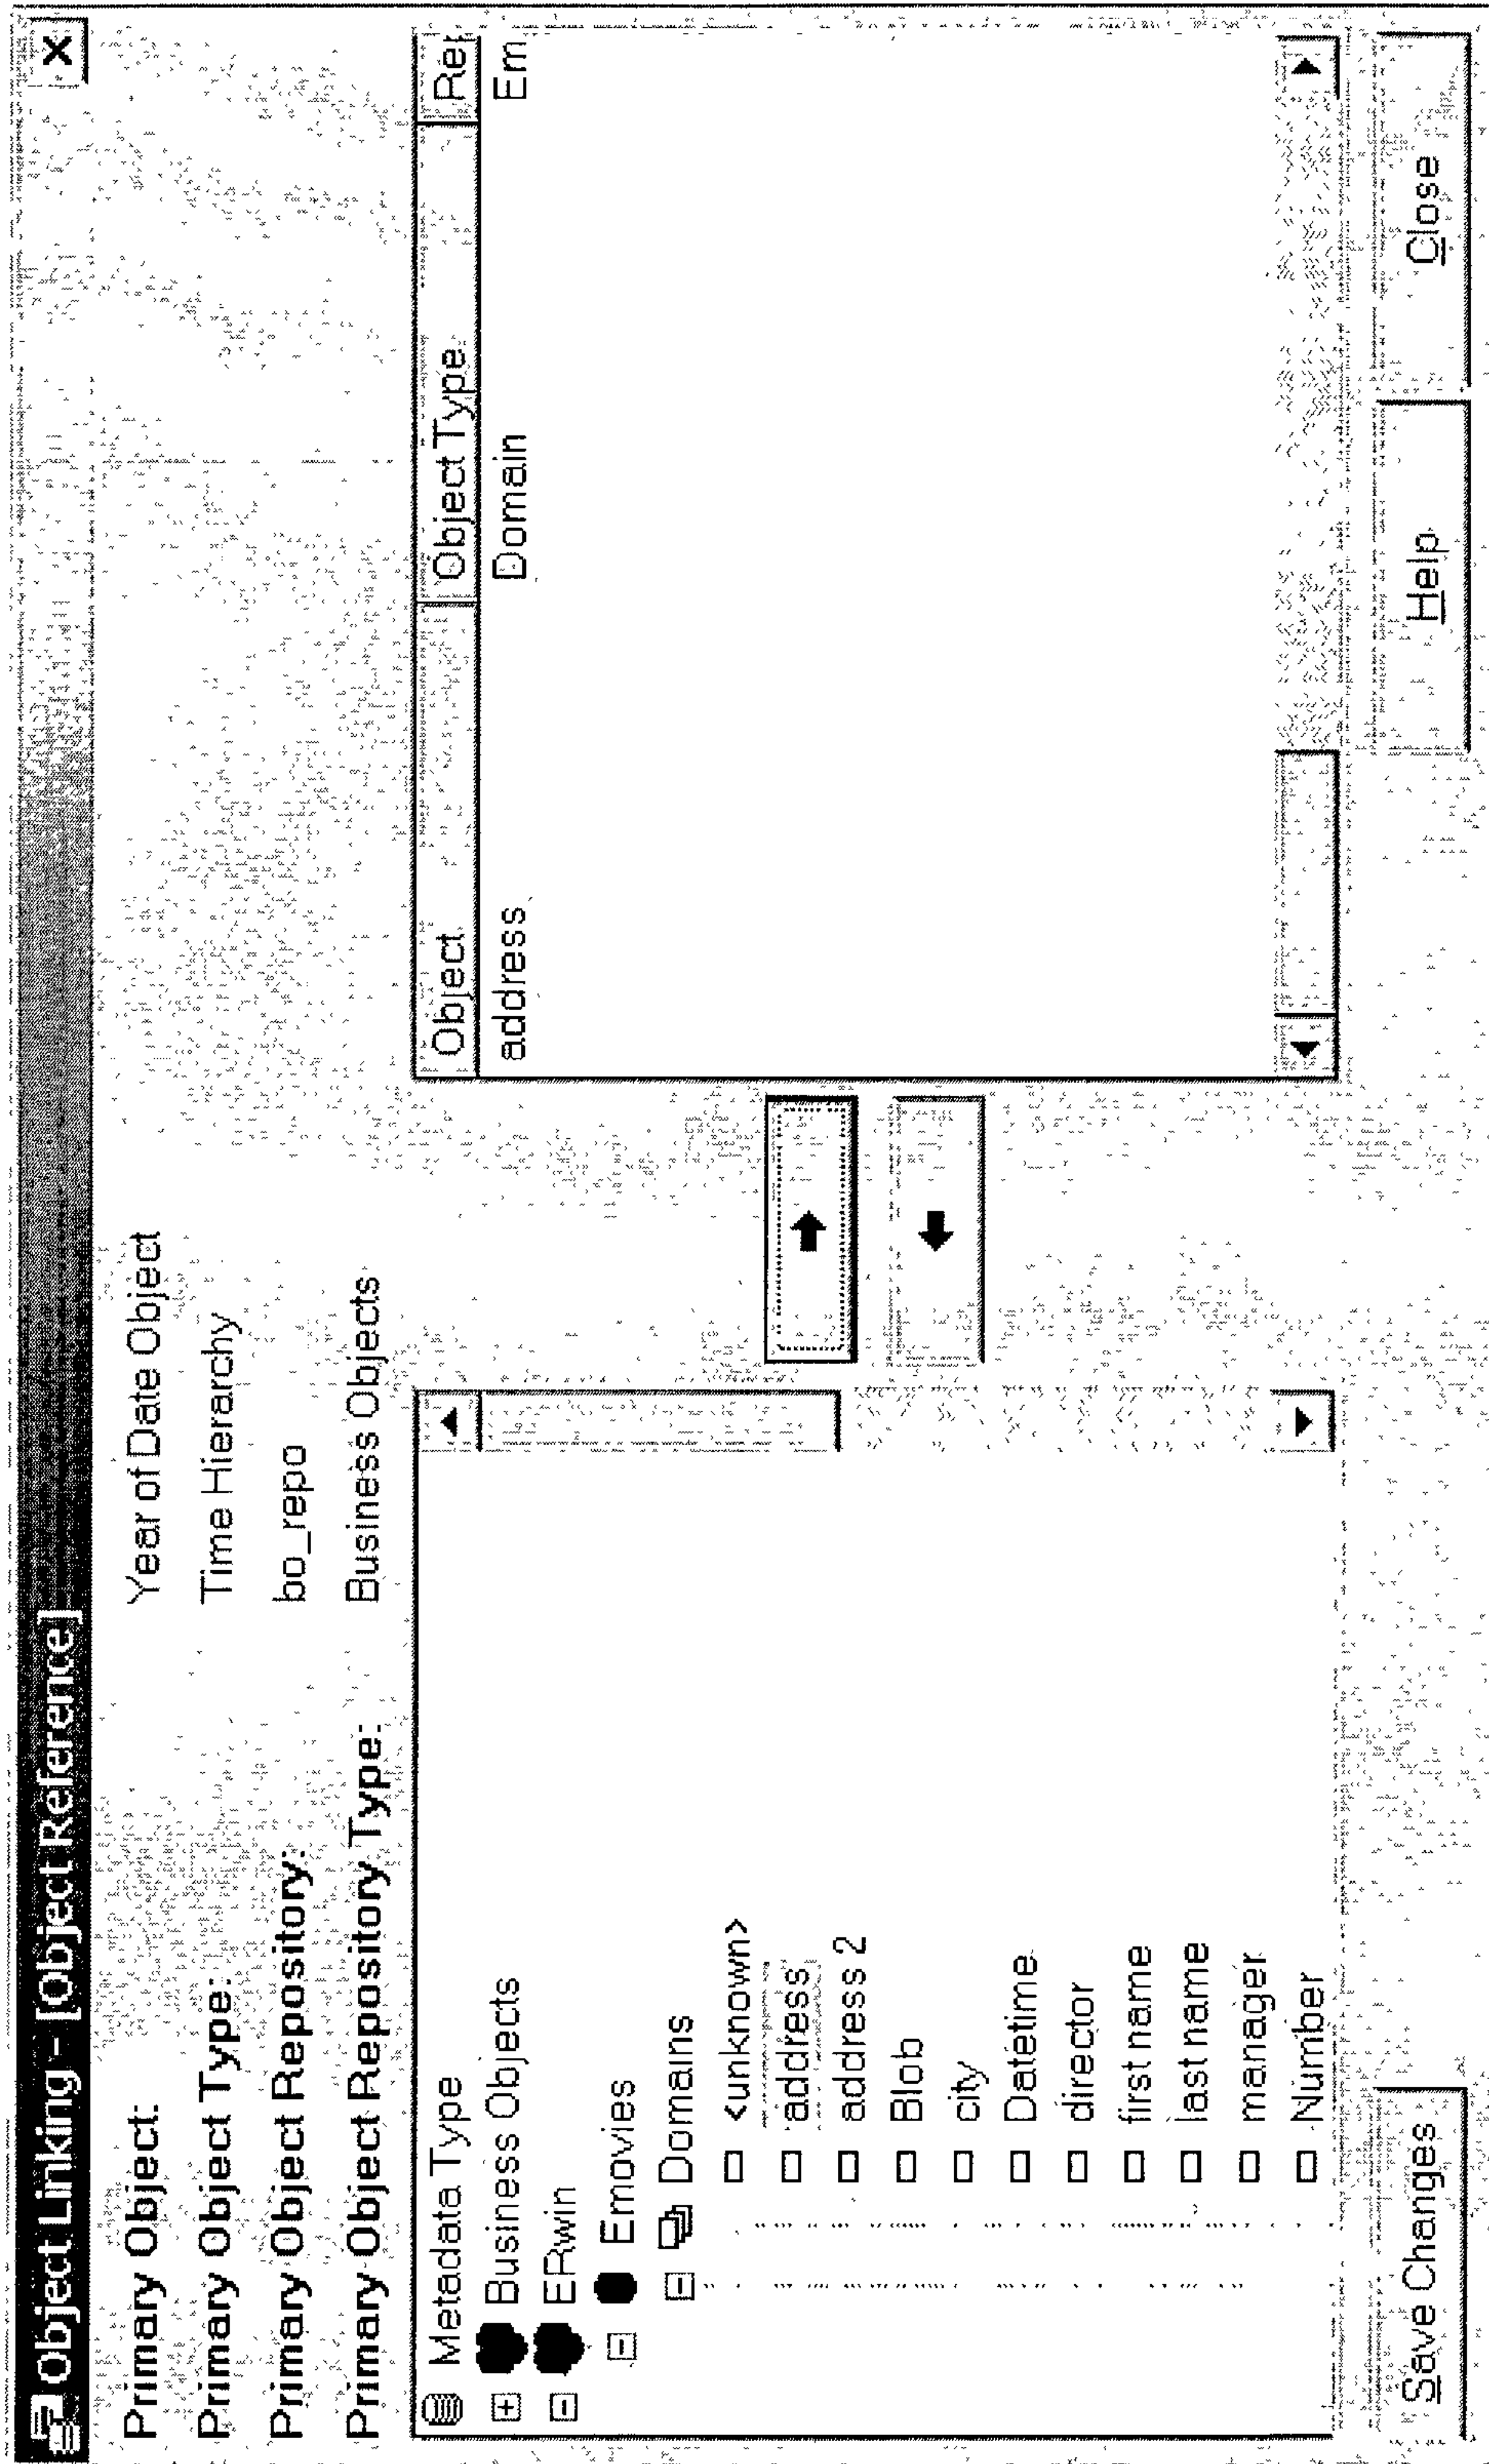 Object Linking - [Object Reference]
Primary Object: Year of Date Object
Primary Object Type: Time Hierarchy
Primary Object Repository: bo_repo
Primary Object Repository Type: Business Objects
Metadata Type
Business Objects
ERwin
Emovies
Domains
<unknown>
address
address 2
Blob
city
Datetime
director
first name
last name
manager
Number
Object Object Type Rep
address Domain Em
Save Changes Help Close